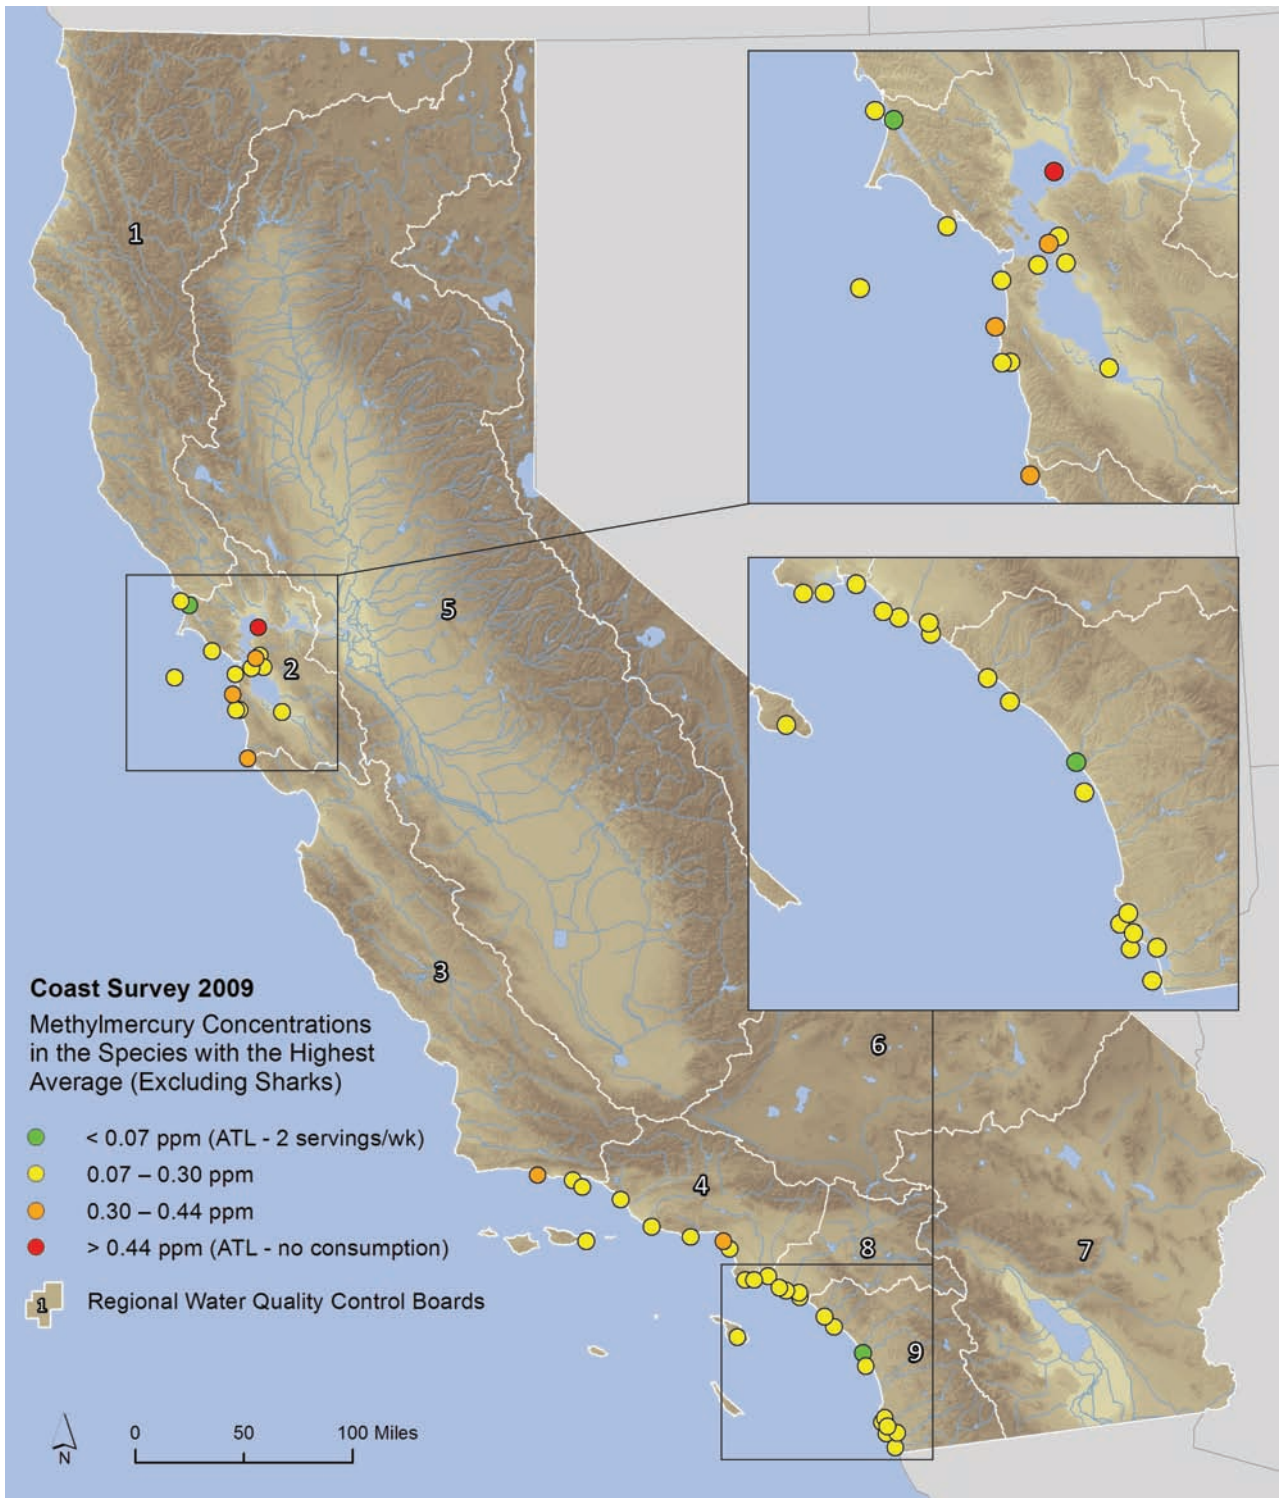 1
5
2
3
6
4
8
7
9
Coast Survey 2009
Methylmercury Concentrations
in the Species with the Highest
Average (Excluding Sharks)
< 0.07 ppm (ATL - 2 servings/wk)
0.07 – 0.30 ppm
0.30 – 0.44 ppm
> 0.44 ppm (ATL - no consumption)
1 Regional Water Quality Control Boards
0 50 100 Miles
N